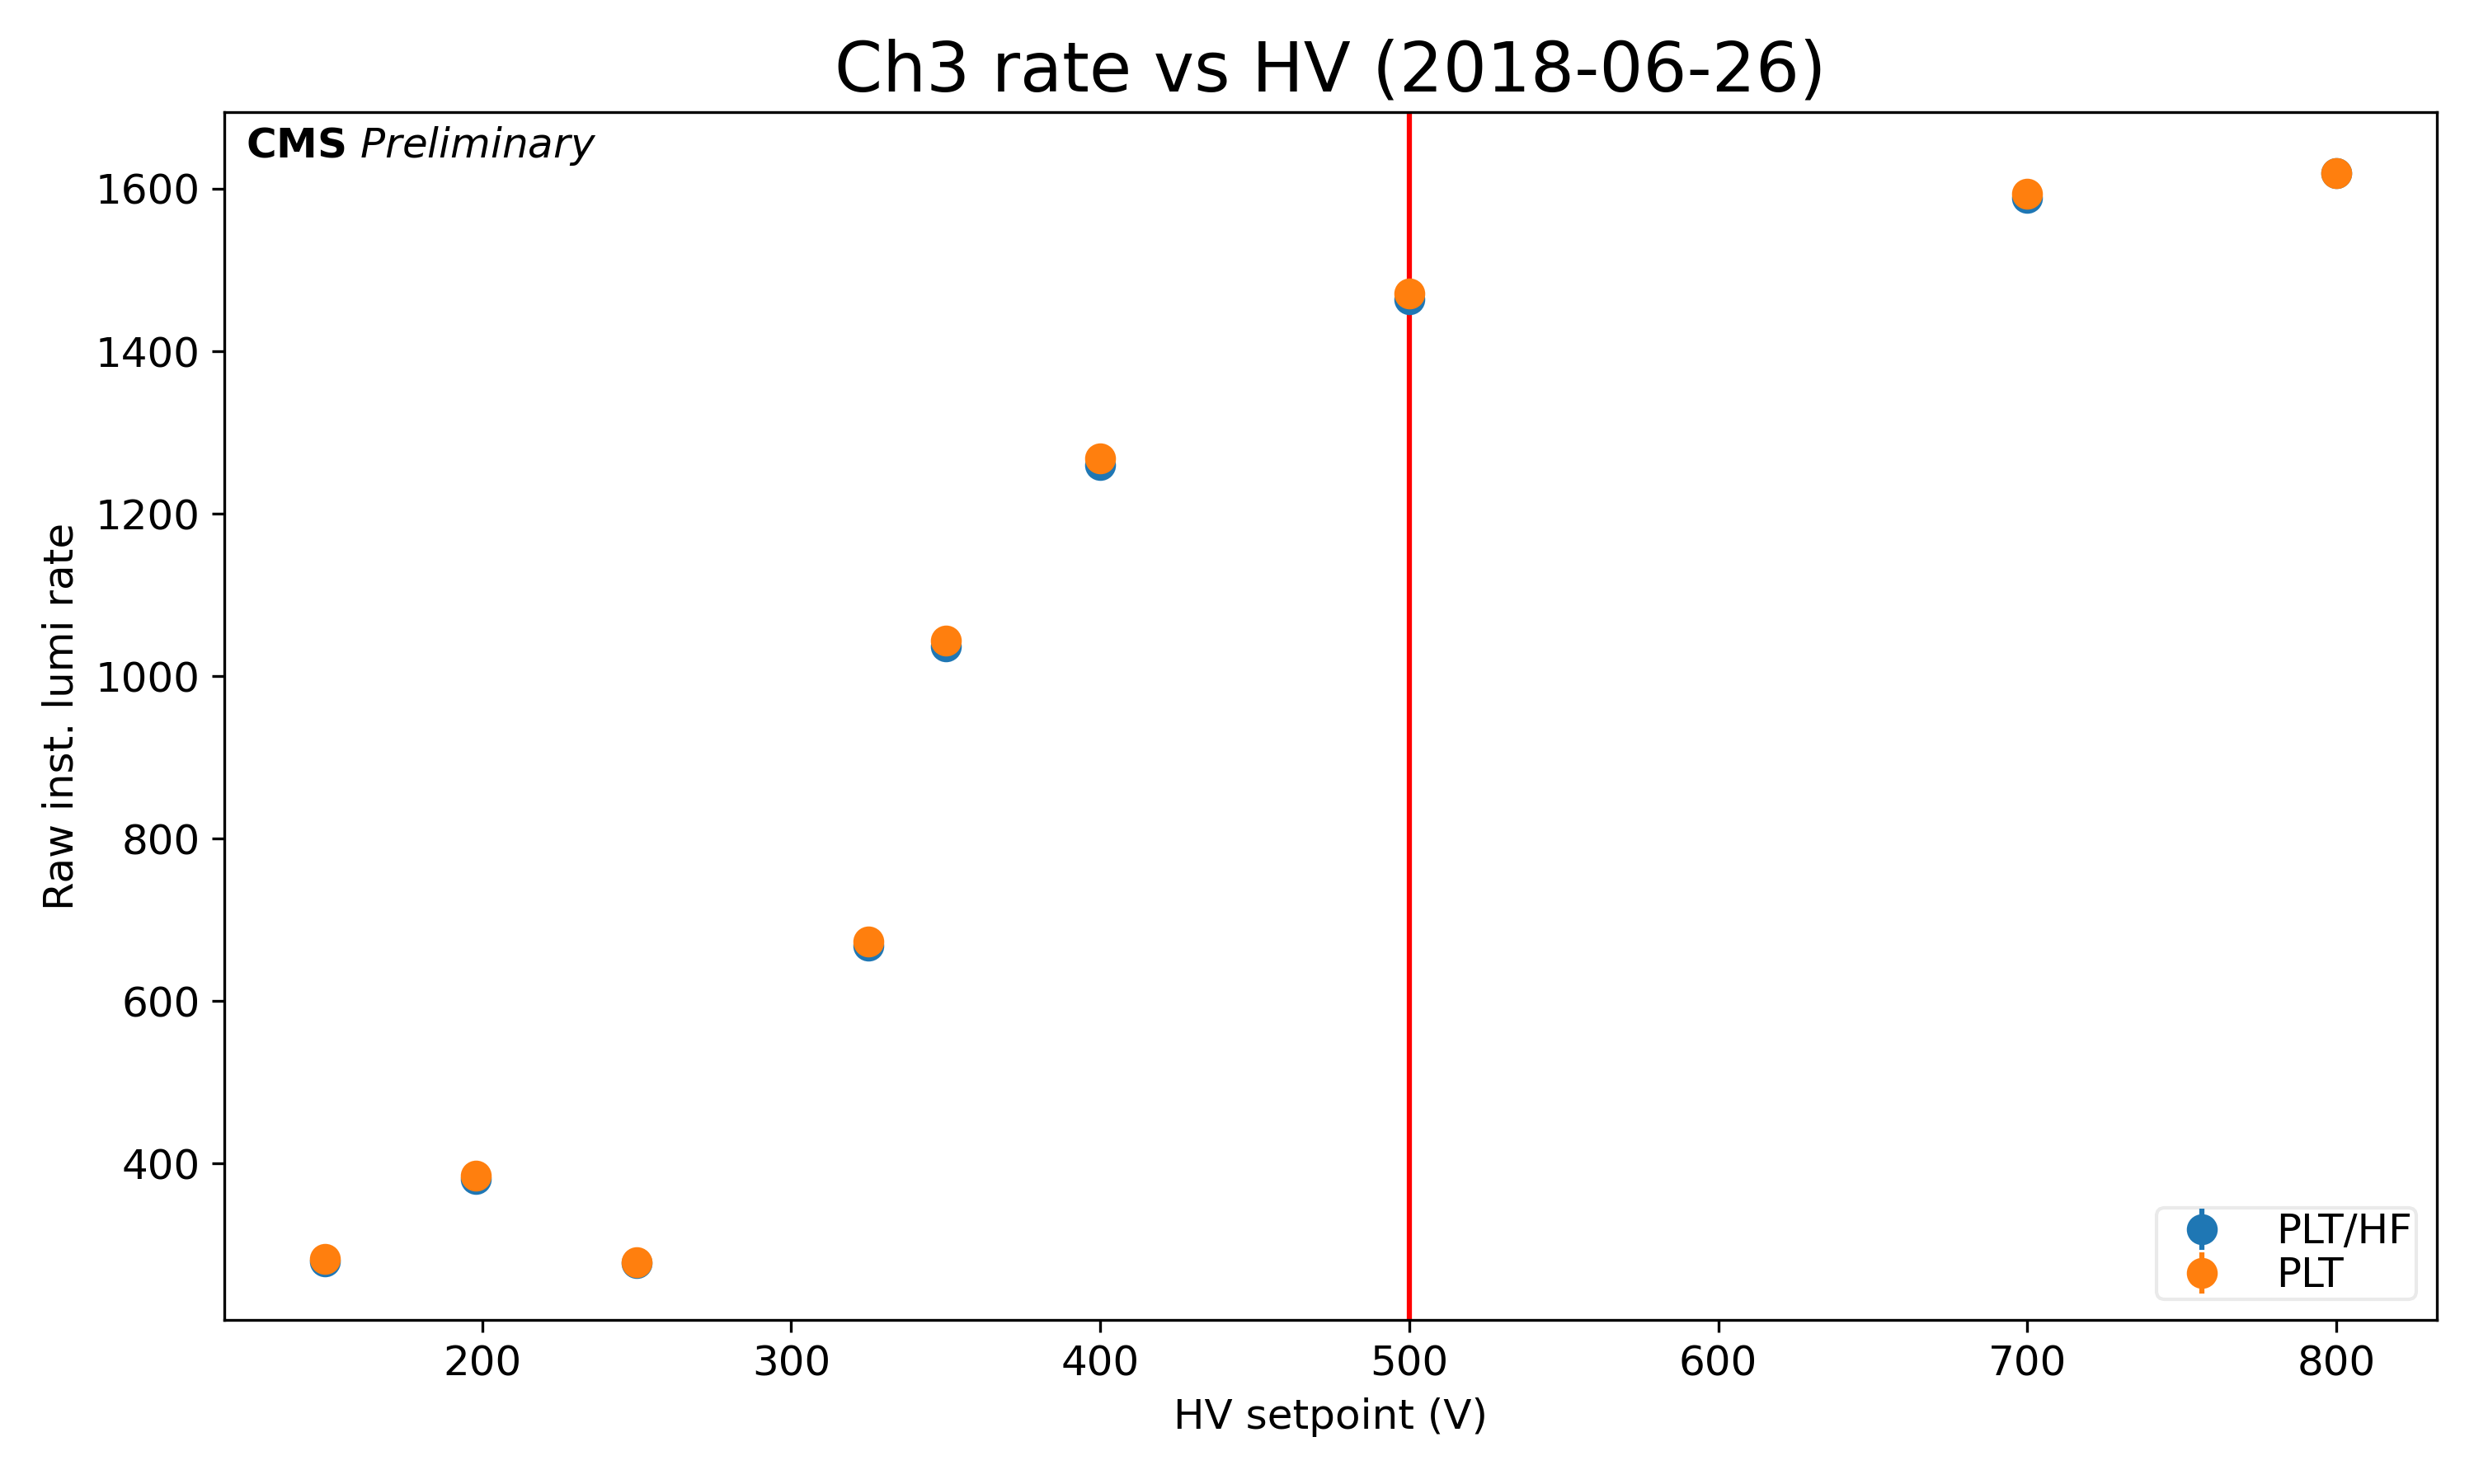 Ch3 rate vs HV (2018-06-26)
CMS Preliminary
1600
1400
1200
1000
800
600
400
Raw inst. lumi rate
PLT/HF
PLT
200 300 400 500 600 700 800
HV setpoint (V)